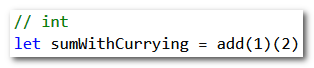 // int
let sumWithCurrying = add(1)(2)